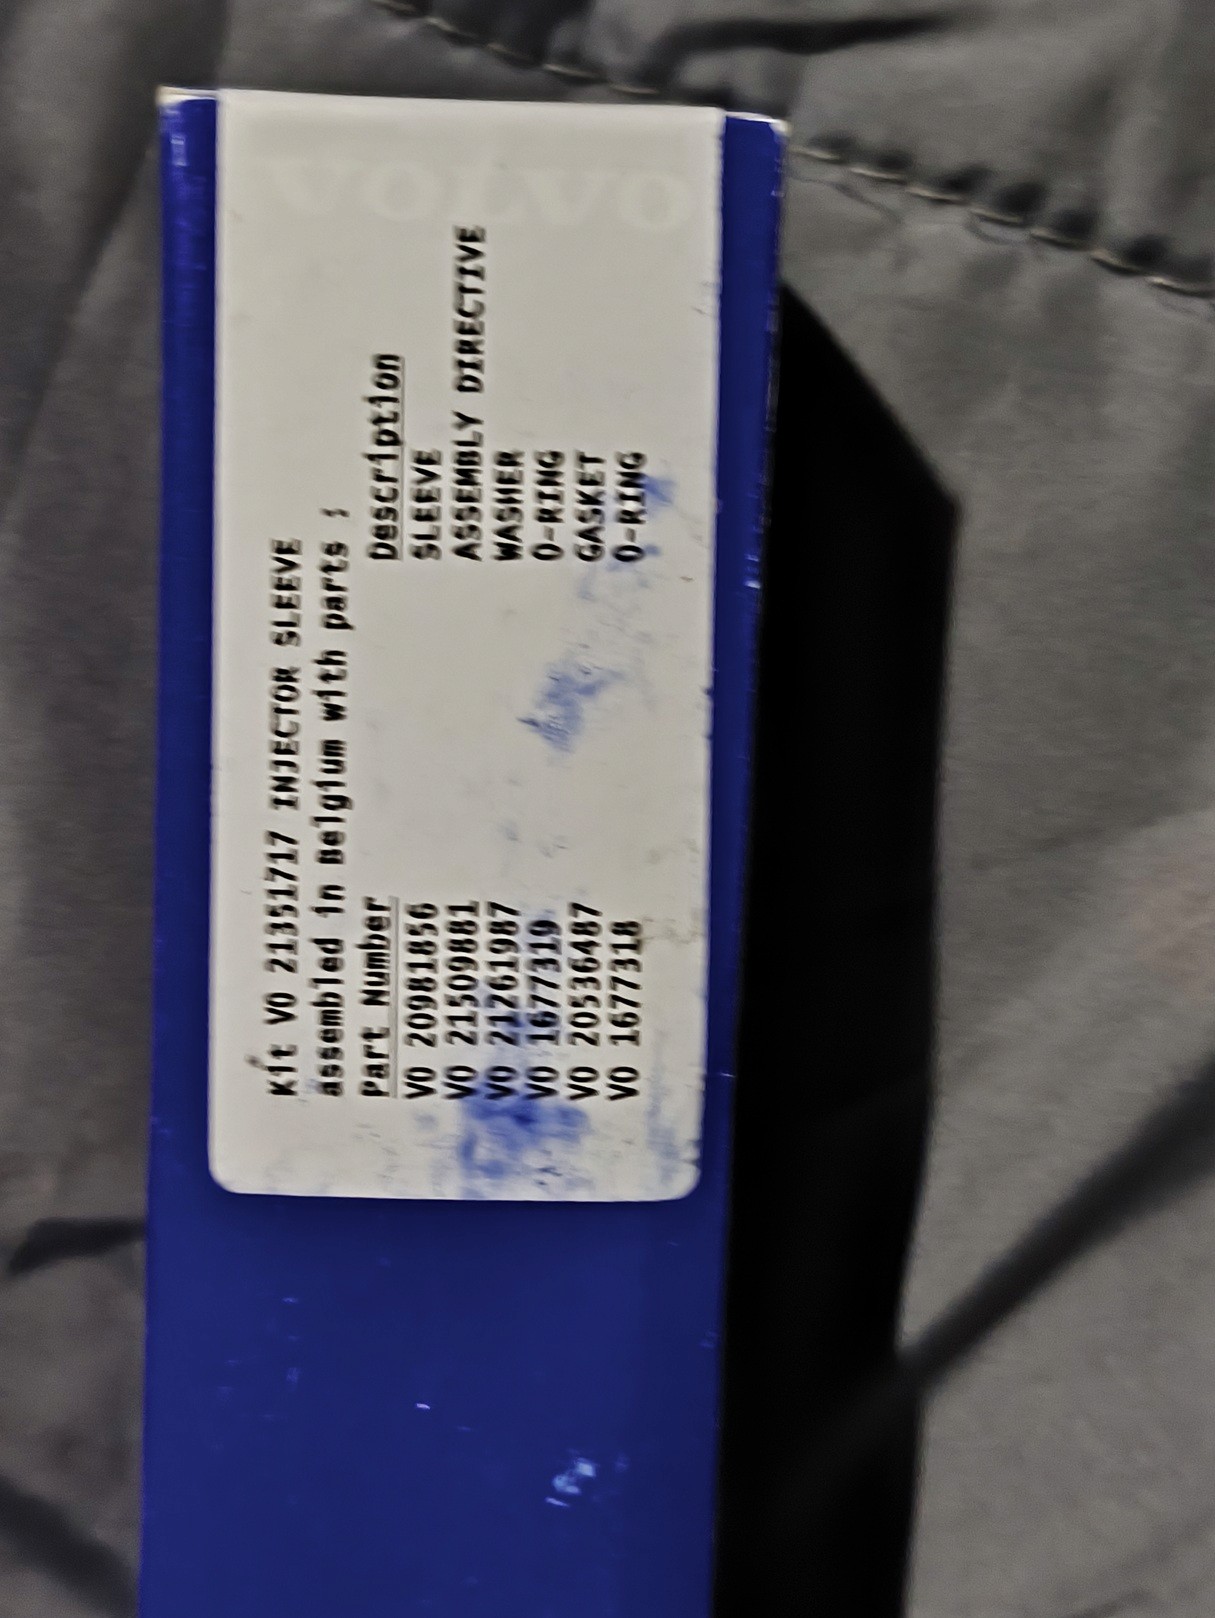 VOLVO
Kit VO 21351717 INJECTOR SLEEVE
assembled in Belgium with parts :
Part Number Description
VO 20981856 SLEEVE
VO 21509881 ASSEMBLY DIRECTIVE
VO 21261987 WASHER
VO 1677319 O-RING
VO 20536487 GASKET
VO 1677318 O-RING